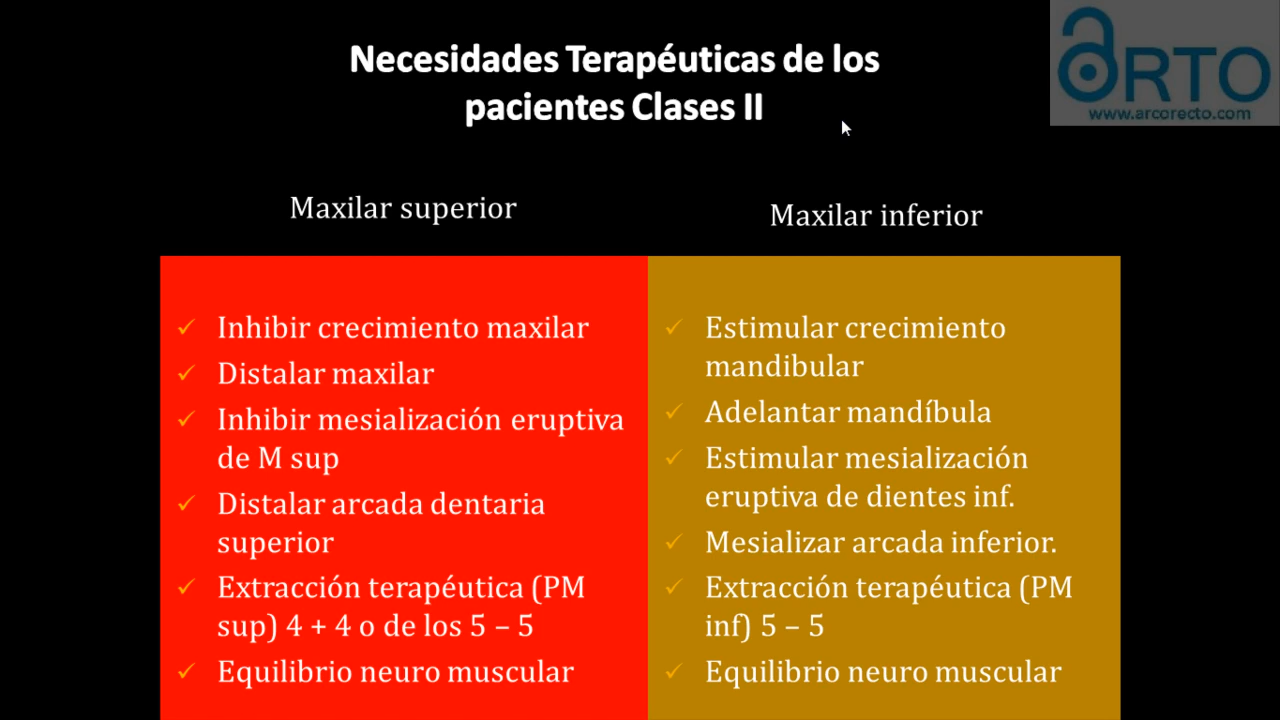 Necesidades Terapéuticas de los
pacientes Clases II
arto
www.arcorecto.com
Maxilar superior
Inhibir crecimiento maxilar
Distalar maxilar
Inhibir mesialización eruptiva
de M sup
Distalar arcada dentaria
superior
Extracción terapéutica (PM
sup) 4 + 4 o de los 5 – 5
Equilibrio neuro muscular
Maxilar inferior
Estimular crecimiento
mandibular
Adelantar mandíbula
Estimular mesialización
eruptiva de dientes inf.
Mesializar arcada inferior.
Extracción terapéutica (PM
inf) 5 – 5
Equilibrio neuro muscular